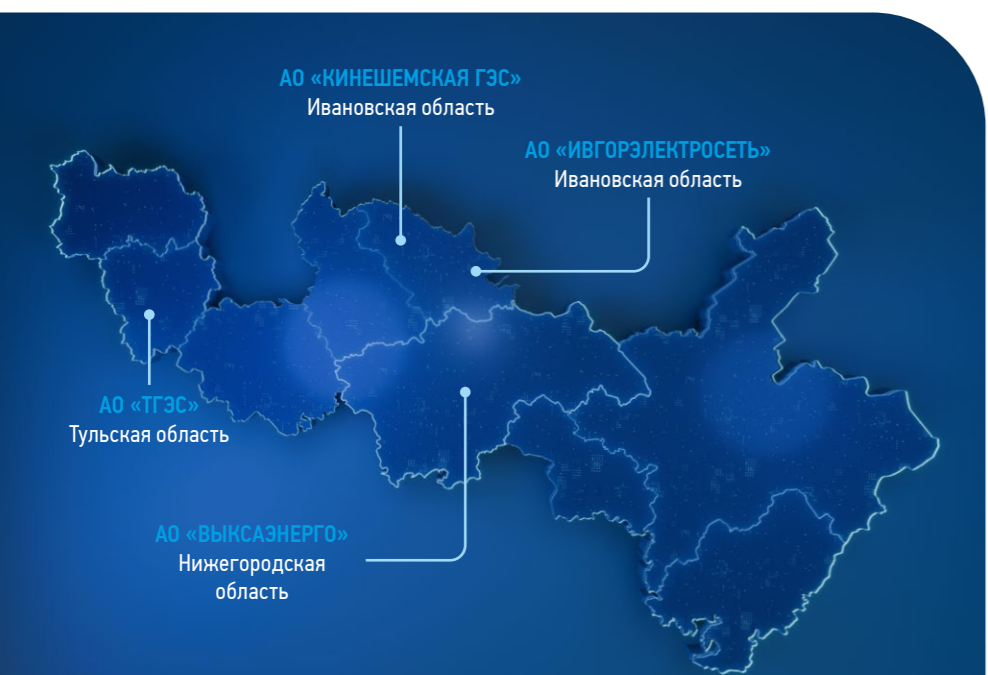 АО «КИНЕШЕМСКАЯ ГЭС»
Ивановская область
АО «ИВГОРЭЛЕКТРОСЕТЬ»
Ивановская область
АО «ТГЭС»
Тульская область
АО «ВЫКСАЭНЕРГО»
Нижегородская
область